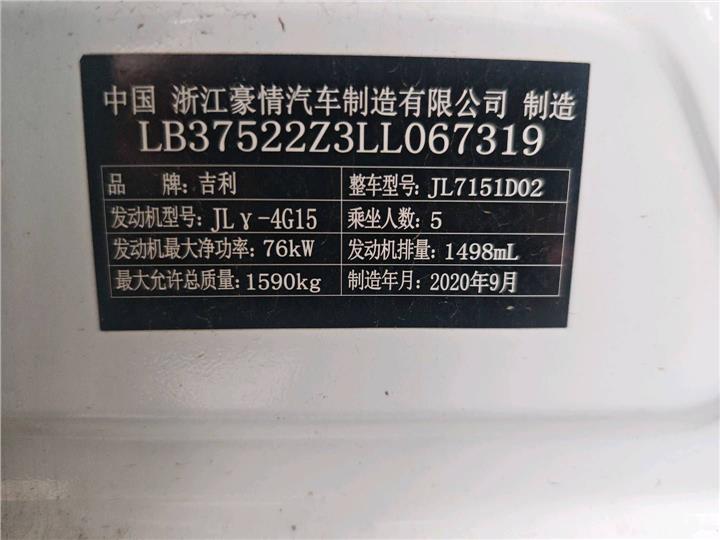 中国 浙江豪情汽车制造有限公司 制造
LB37522Z3LL067319
品 牌:吉利 整车型号:JL7151D02
发动机型号:JLγ-4G15 乘坐人数:5
发动机最大净功率:76kW 发动机排量:1498mL
最大允许总质量:1590kg 制造年月:2020年9月